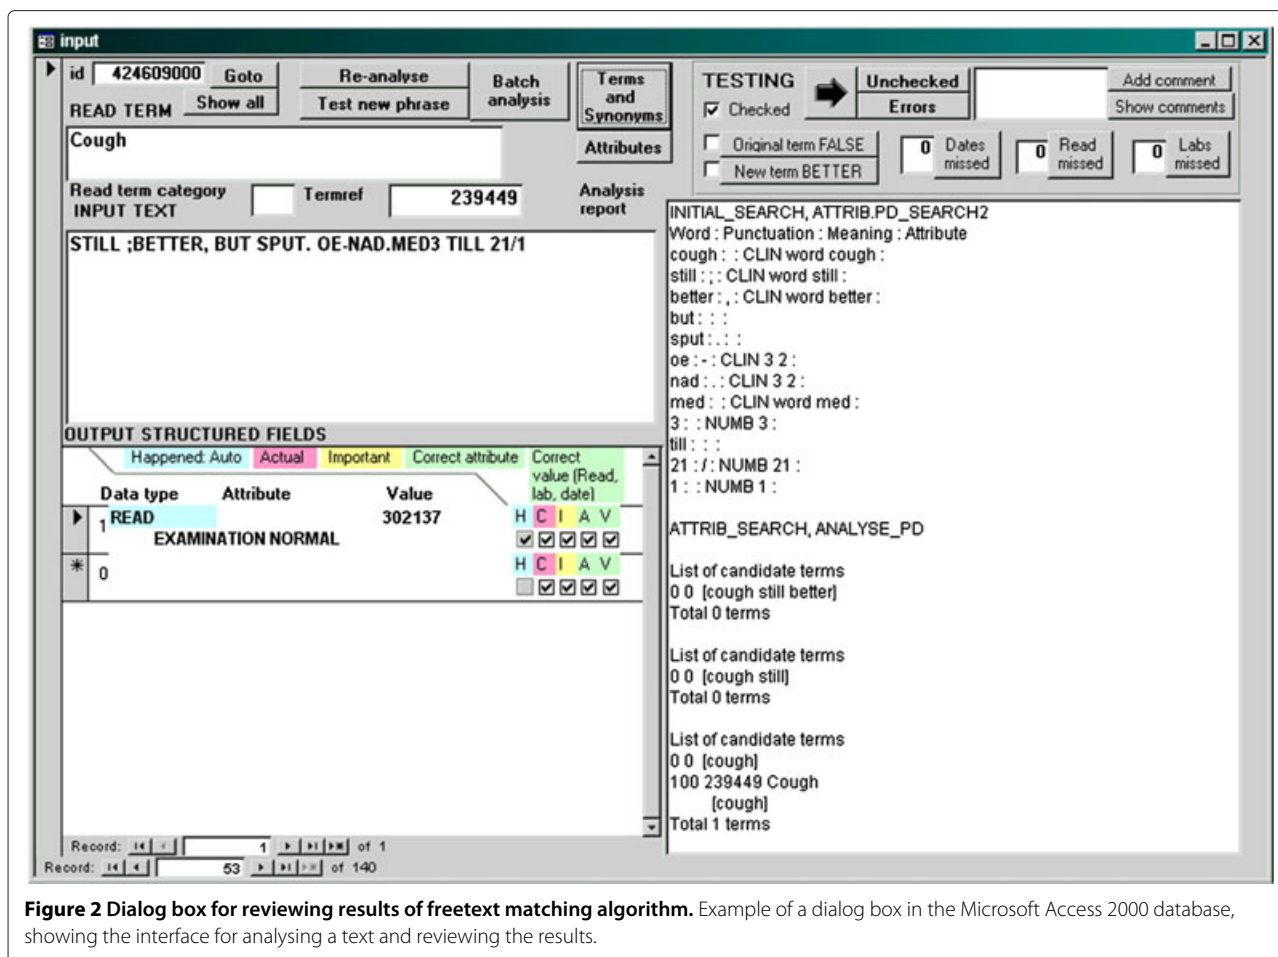 input
id 424609000 Goto
READ TERM Show all
Re-analyse
Test new phrase
Batch analysis
Terms and Synonyms
Attributes
Cough
Read term category
Termref 239449
Analysis report
INPUT TEXT
STILL ;BETTER, BUT SPUT. OE-NAD.MED3 TILL 21/1
TESTING
Checked
Unchecked
Errors
Add comment
Show comments
Original term FALSE
New term BETTER
0 Dates missed
0 Read missed
0 Labs missed
OUTPUT STRUCTURED FIELDS
Happened: Auto Actual Important Correct attribute Correct value (Read, lab, date)
Data type Attribute Value
H C I A V
1 READ 302137
EXAMINATION NORMAL
H C I A V
0
Record: 1 of 1
Record: 53 of 140
INITIAL_SEARCH, ATTRIB.PD_SEARCH2
Word : Punctuation : Meaning : Attribute
cough : : CLIN word cough :
still : ; : CLIN word still :
better : , : CLIN word better :
but : : :
sput : . : :
oe : - : CLIN 3 2 :
nad : . : CLIN 3 2 :
med : : CLIN word med :
3 : : NUMB 3 :
till : : :
21 : / : NUMB 21 :
1 : : NUMB 1 :
ATTRIB_SEARCH, ANALYSE_PD
List of candidate terms
0 0 [cough still better]
Total 0 terms
List of candidate terms
0 0 [cough still]
Total 0 terms
List of candidate terms
0 0 [cough]
100 239449 Cough
[cough]
Total 1 terms
Figure 2 Dialog box for reviewing results of freetext matching algorithm. Example of a dialog box in the Microsoft Access 2000 database,
showing the interface for analysing a text and reviewing the results.